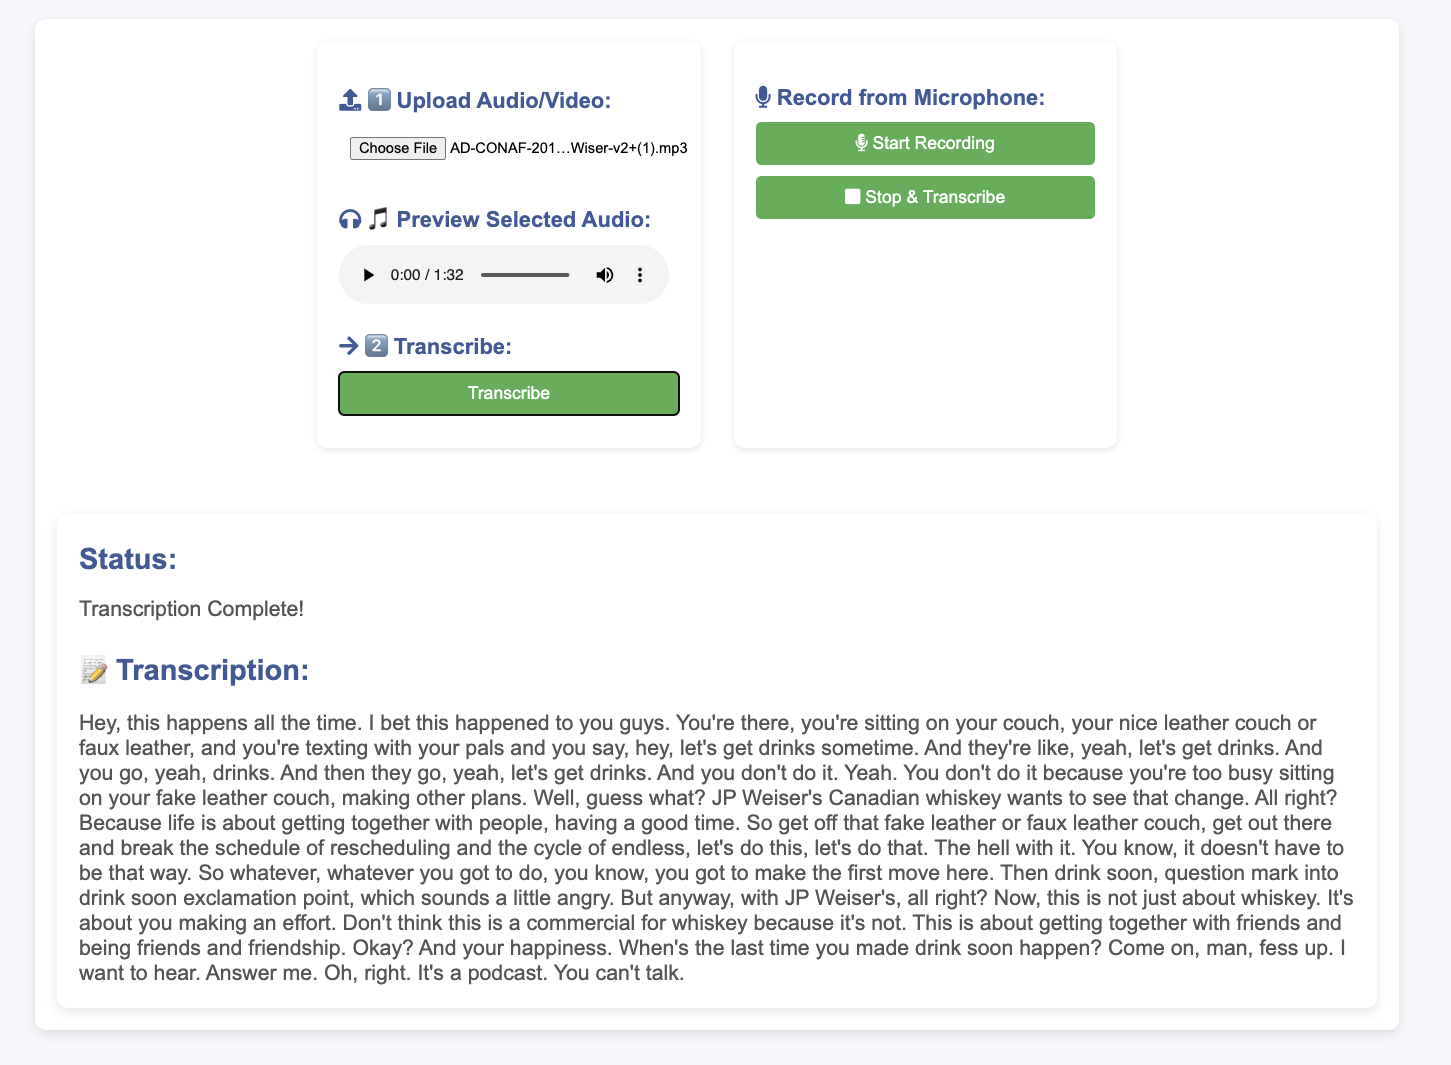 1 Upload Audio/Video:
Choose File AD-CONAF-201…Wiser-v2+(1).mp3
Preview Selected Audio:
0:00 / 1:32
2 Transcribe:
Transcribe
Record from Microphone:
Start Recording
Stop & Transcribe
Status:
Transcription Complete!
Transcription:
Hey, this happens all the time. I bet this happened to you guys. You're there, you're sitting on your couch, your nice leather couch or
faux leather, and you're texting with your pals and you say, hey, let's get drinks sometime. And they're like, yeah, let's get drinks. And
you go, yeah, drinks. And then they go, yeah, let's get drinks. And you don't do it. Yeah. You don't do it because you're too busy sitting
on your fake leather couch, making other plans. Well, guess what? JP Weiser's Canadian whiskey wants to see that change. All right?
Because life is about getting together with people, having a good time. So get off that fake leather or faux leather couch, get out there
and break the schedule of rescheduling and the cycle of endless, let's do this, let's do that. The hell with it. You know, it doesn't have to
be that way. So whatever, whatever you got to do, you know, you got to make the first move here. Then drink soon, question mark into
drink soon exclamation point, which sounds a little angry. But anyway, with JP Weiser's, all right? Now, this is not just about whiskey. It's
about you making an effort. Don't think this is a commercial for whiskey because it's not. This is about getting together with friends and
being friends and friendship. Okay? And your happiness. When's the last time you made drink soon happen? Come on, man, fess up. I
want to hear. Answer me. Oh, right. It's a podcast. You can't talk.